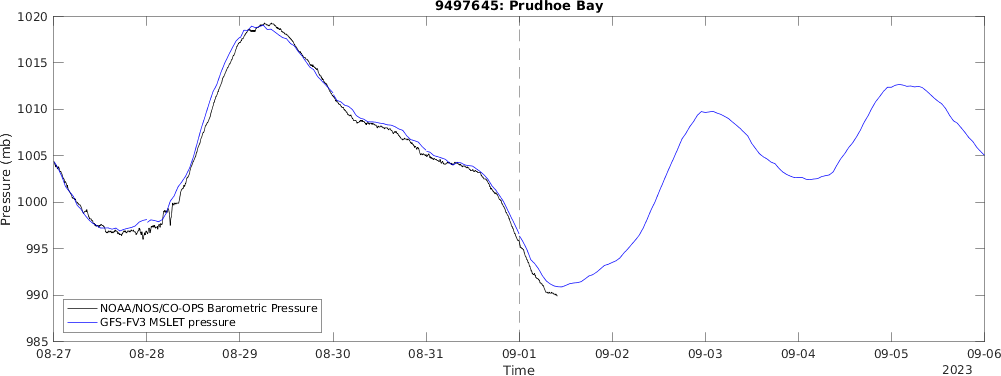 9497645: Prudhoe Bay
Pressure (mb)
1020
1015
1010
1005
1000
995
990
985
NOAA/NOS/CO-OPS Barometric Pressure
GFS-FV3 MSLET pressure
08-27 08-28 08-29 08-30 08-31 09-01 09-02 09-03 09-04 09-05 09-06
Time
2023